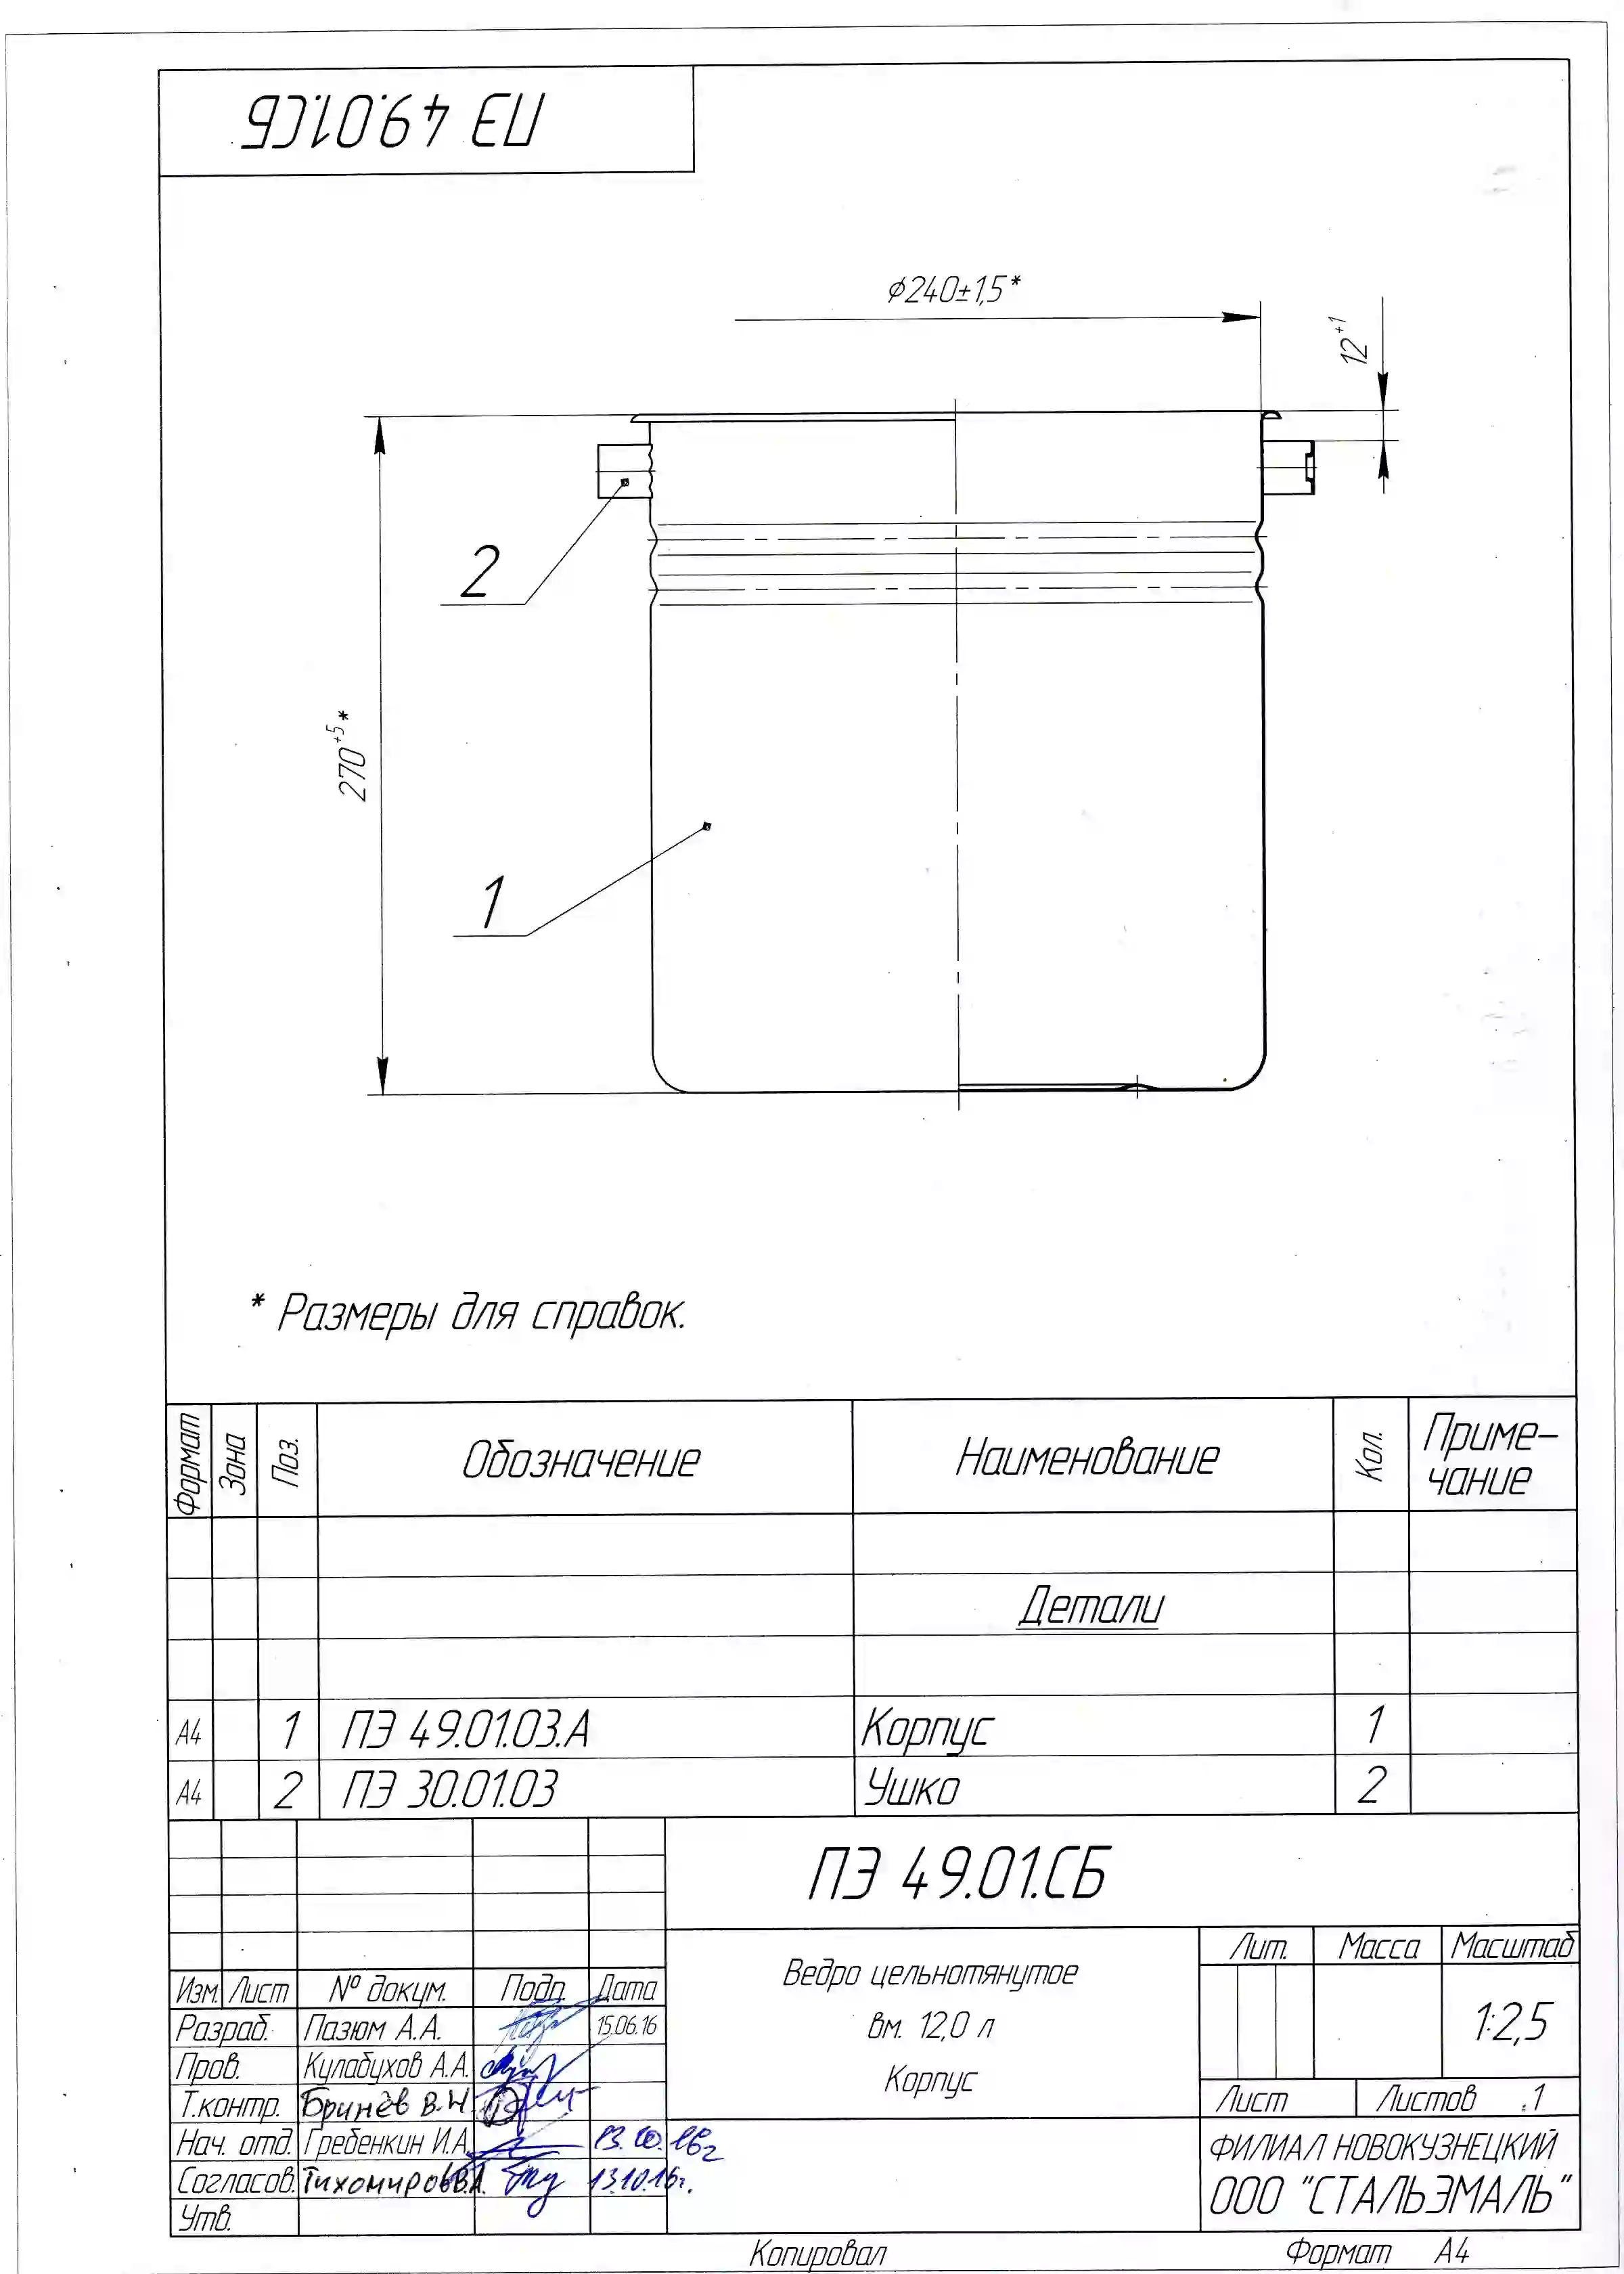 ПЭ 49.01.СБ
ϕ240±1,5*
12⁺¹
2
270⁺⁵*
1
* Размеры для справок.
Формат Зона Поз. Обозначение Наименование Кол. Приме-
чание
Детали
А4 1 ПЭ 49.01.03.А Корпус 1
А4 2 ПЭ 30.01.03 Ушко 2
ПЭ 49.01.СБ
Ведро цельнотянутое
вм. 12,0 л
Корпус
Лит. Масса Масштаб
1:2,5
Лист Листов 1
Изм. Лист № докум. Подп. Дата
Разраб. Пазюм А.А. 15.06.16
Пров. Кулабухов А.А.
Т.контр. Бринёв В.Н
Нач. отд. Гребенкин И.А. 13.10.16г
Согласов. Тихомиров В.А. 13.10.16г.
Утв.
ФИЛИАЛ НОВОКУЗНЕЦКИЙ
ООО "СТАЛЬЭМАЛЬ"
Копировал Формат А4